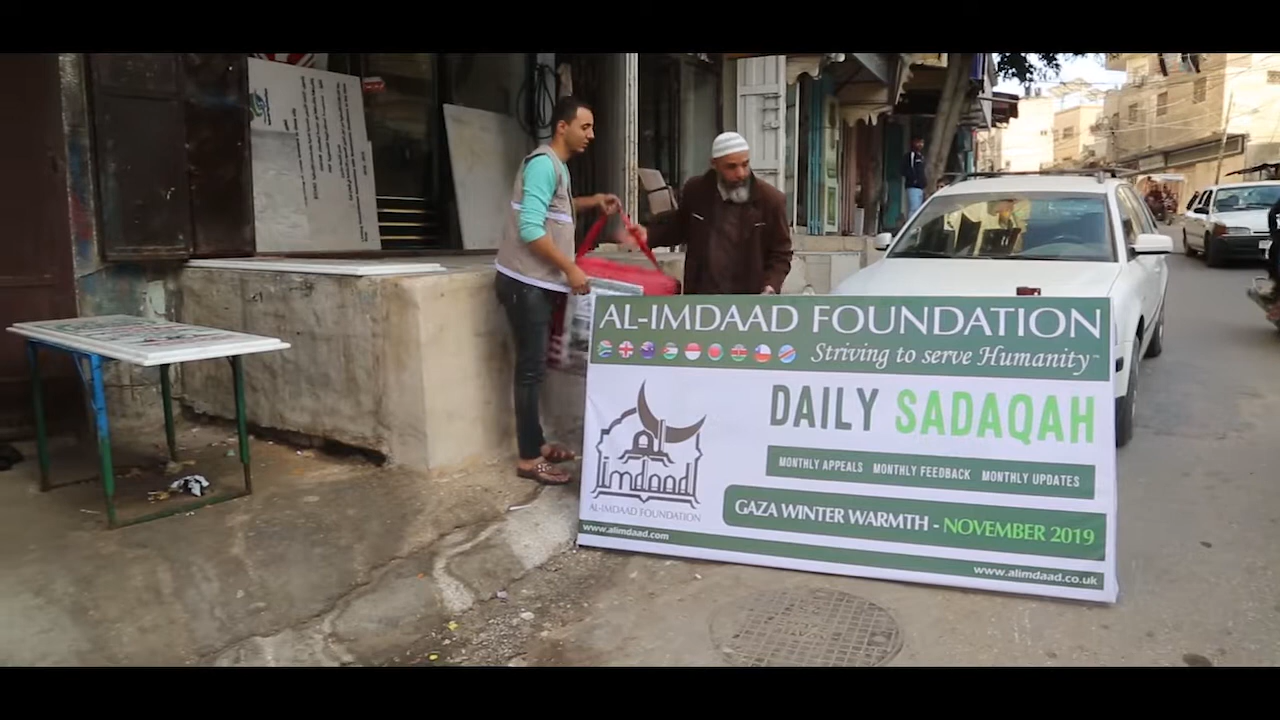 AL-IMDAAD FOUNDATION
Striving to serve Humanity™
DAILY SADAQAH
MONTHLY APPEALS MONTHLY FEEDBACK MONTHLY UPDATES
imdaad
AL-IMDAAD FOUNDATION
GAZA WINTER WARMTH - NOVEMBER 2019
www.alimdaad.com
www.alimdaad.co.uk